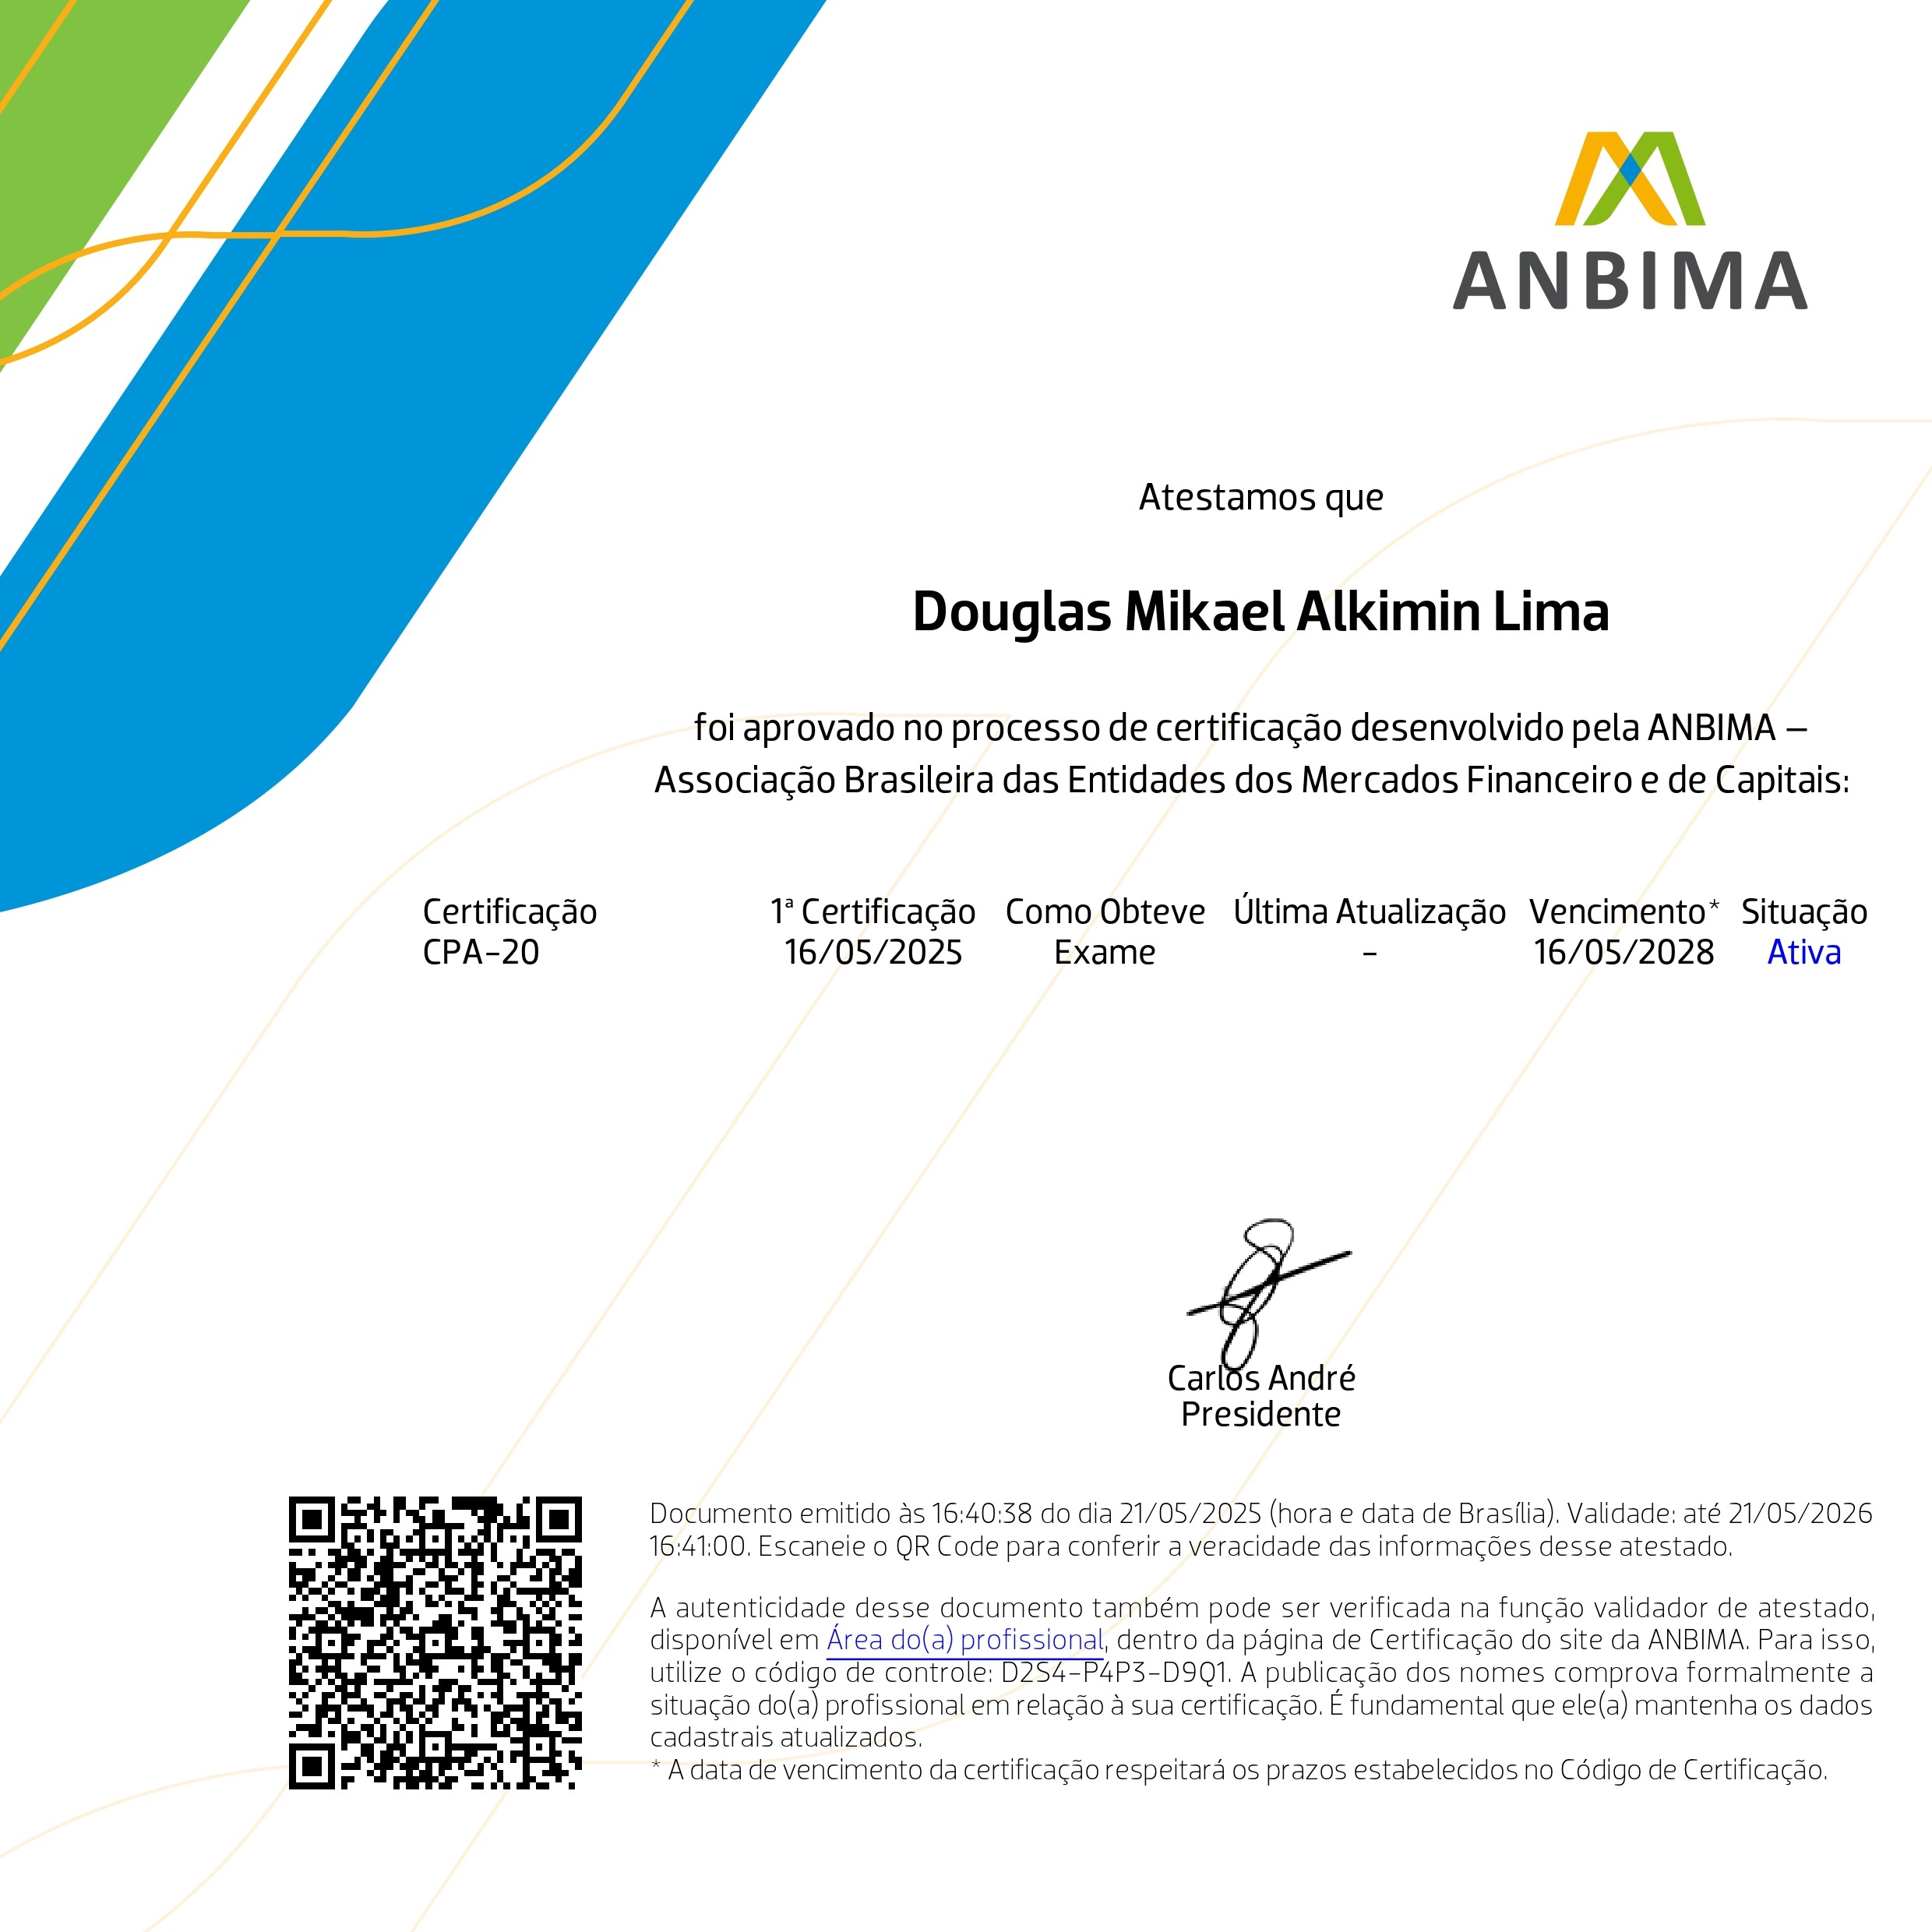 ANBIMA
Atestamos que
Douglas Mikael Alkimin Lima
foi aprovado no processo de certificação desenvolvido pela ANBIMA –
Associação Brasileira das Entidades dos Mercados Financeiro e de Capitais:
Certificação 1ª Certificação Como Obteve Última Atualização Vencimento* Situação
CPA-20 16/05/2025 Exame - 16/05/2028 Ativa
Carlos André
Presidente
Documento emitido às 16:40:38 do dia 21/05/2025 (hora e data de Brasília). Validade: até 21/05/2026
16:41:00. Escaneie o QR Code para conferir a veracidade das informações desse atestado.
A autenticidade desse documento também pode ser verificada na função validador de atestado,
disponível em Área do(a) profissional, dentro da página de Certificação do site da ANBIMA. Para isso,
utilize o código de controle: D2S4-P4P3-D9Q1. A publicação dos nomes comprova formalmente a
situação do(a) profissional em relação à sua certificação. É fundamental que ele(a) mantenha os dados
cadastrais atualizados.
* A data de vencimento da certificação respeitará os prazos estabelecidos no Código de Certificação.